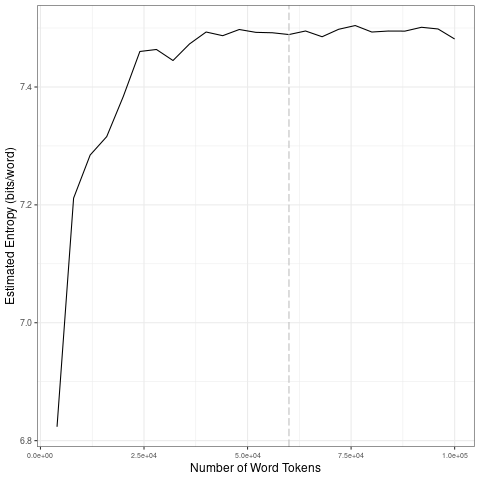 Estimated Entropy (bits/word)
7.4
7.2
7.0
6.8
0.0e+00 2.5e+04 5.0e+04 7.5e+04 1.0e+05
Number of Word Tokens